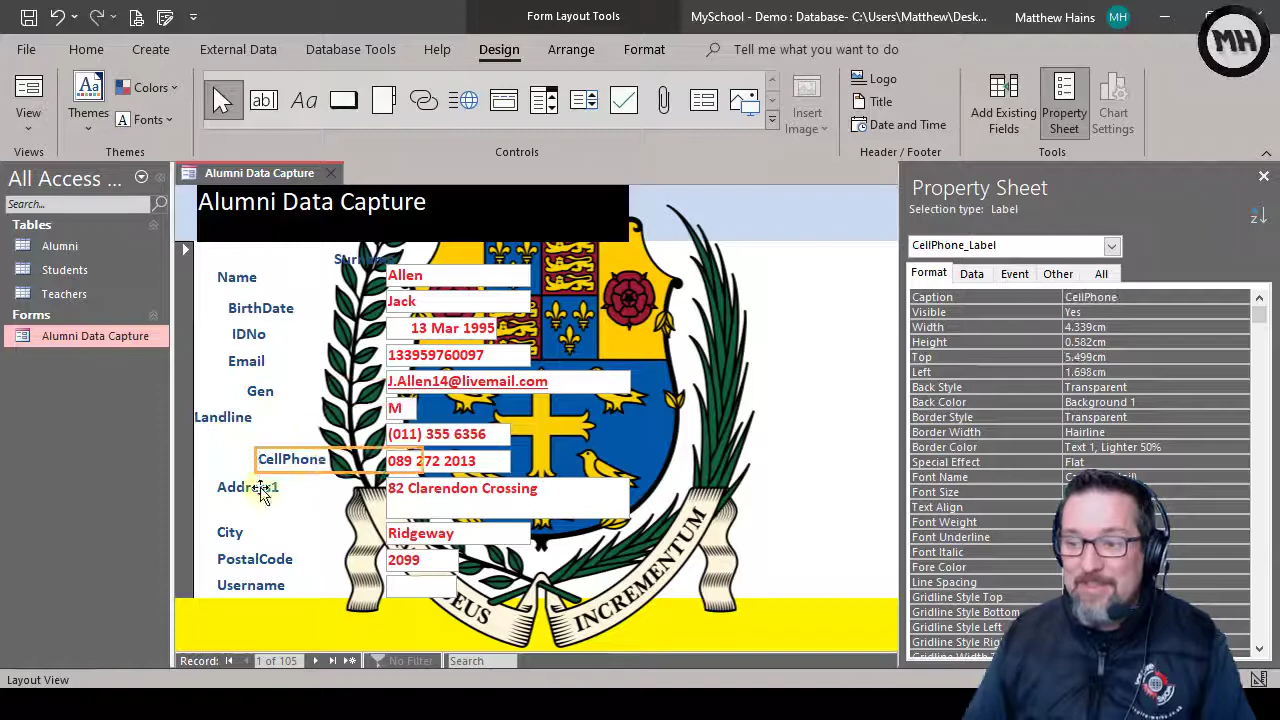 Form Layout Tools
MySchool - Demo : Database- C:\Users\Matthew\Desk...
Matthew Hains
MH
MH
File
Home
Create
External Data
Database Tools
Help
Design
Arrange
Format
Tell me what you want to do
View
Themes
Aa
Colors
Fonts
ab|
Aa
Insert Image
Logo
Title
Date and Time
Add Existing Fields
Property Sheet
Chart Settings
Views
Themes
Controls
Header / Footer
Tools
All Access ...
Search...
Tables
Alumni
Students
Teachers
Forms
Alumni Data Capture
Alumni Data Capture
Alumni Data Capture
Allen
Name
Jack
BirthDate
13 Mar 1995
IDNo
133959760097
Email
J.Allen14@livemail.com
Gen
M
Landline
(011) 355 6356
CellPhone
089 272 2013
Address1
82 Clarendon Crossing
City
Ridgeway
PostalCode
2099
Username
INCREMENTUM
Record:
1 of 105
No Filter
Search
Layout View
Property Sheet
Selection type: Label
CellPhone_Label
Format
Data
Event
Other
All
Caption CellPhone
Visible Yes
Width 4.339cm
Height 0.582cm
Top 5.499cm
Left 1.698cm
Back Style Transparent
Back Color Background 1
Border Style Transparent
Border Width Hairline
Border Color Text 1, Lighter 50%
Special Effect Flat
Font Name
Font Size
Text Align
Font Weight
Font Underline
Font Italic
Fore Color
Line Spacing
Gridline Style Top
Gridline Style Bottom
Gridline Style Left